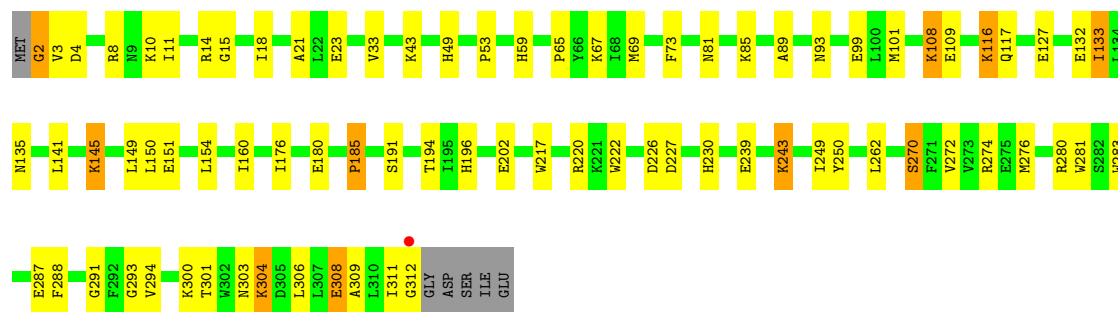 MET G2 V3 D4 R8 N9 K10 I11 R14 G15 I18 A21 L22 E23 V33 K43 H49 P53 H59 P65 Y66 K67 I68 M69 F73 N81 K85 A89 N93 E99 L100 M101 K108 E109 K116 Q117 E127 E132 I133 L134
N135 L141 K145 L149 L150 E151 L154 I160 I176 E180 P185 S191 T194 I195 H196 E202 W217 R220 K221 W222 D226 D227 H230 E239 K243 I249 Y250 L262 S270 F271 V272 V273 R274 E275 M276 R280 W281 S282 W283
E287 F288 G291 F292 G293 V294 K300 T301 W302 N303 K304 D305 L306 L307 E308 A309 L310 I311 G312 GLY ASP SER ILE GLU